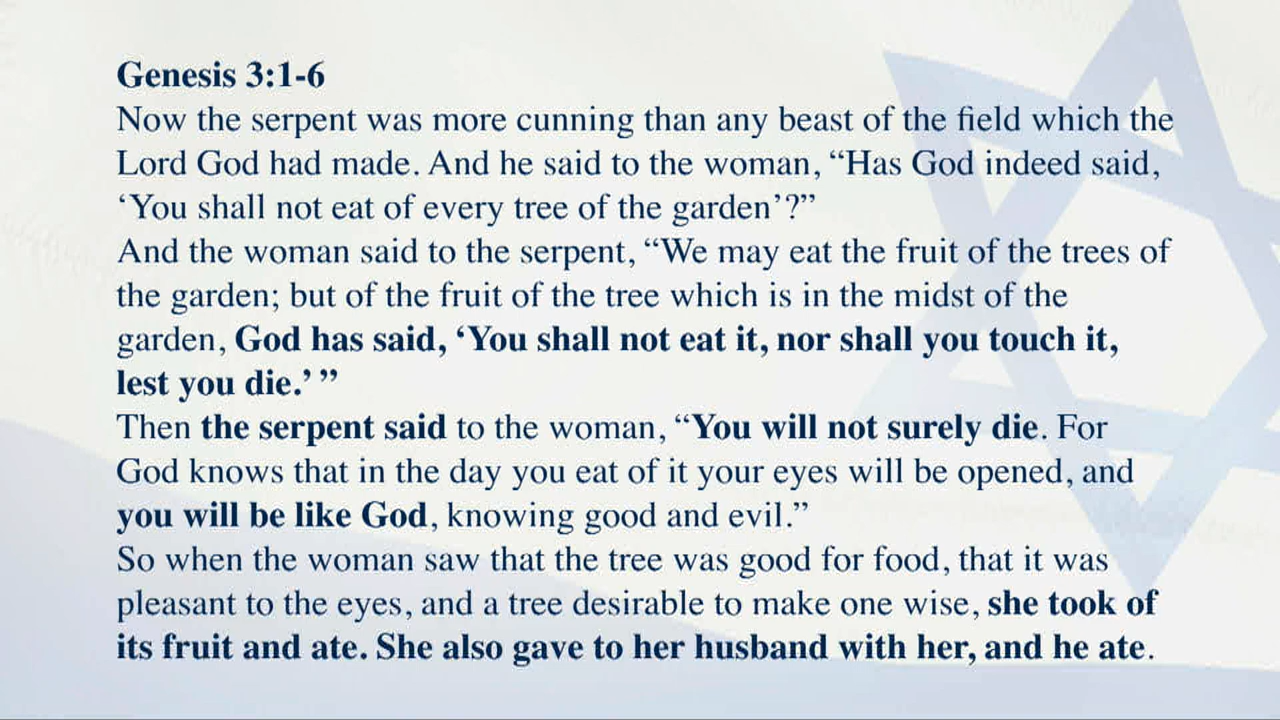 Genesis 3:1-6
Now the serpent was more cunning than any beast of the field which the
Lord God had made. And he said to the woman, “Has God indeed said,
‘You shall not eat of every tree of the garden’?”
And the woman said to the serpent, “We may eat the fruit of the trees of
the garden; but of the fruit of the tree which is in the midst of the
garden, God has said, ‘You shall not eat it, nor shall you touch it,
lest you die.’ ”
Then the serpent said to the woman, “You will not surely die. For
God knows that in the day you eat of it your eyes will be opened, and
you will be like God, knowing good and evil.”
So when the woman saw that the tree was good for food, that it was
pleasant to the eyes, and a tree desirable to make one wise, she took of
its fruit and ate. She also gave to her husband with her, and he ate.